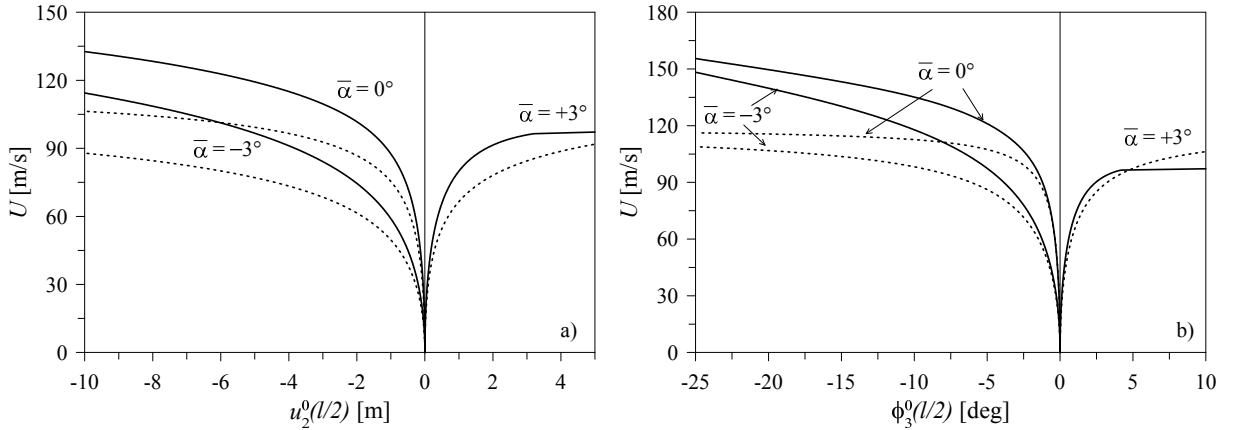 150
120
90
60
30
0
U [m/s]
-10 -8 -6 -4 -2 0 2 4
u₂⁰(l/2) [m]
ᾱ = 0°
ᾱ = −3°
ᾱ = +3°
a)
180
150
120
90
60
30
0
U [m/s]
-25 -20 -15 -10 -5 0 5 10
ϕ₃⁰(l/2) [deg]
ᾱ = 0°
ᾱ = −3°
ᾱ = +3°
b)